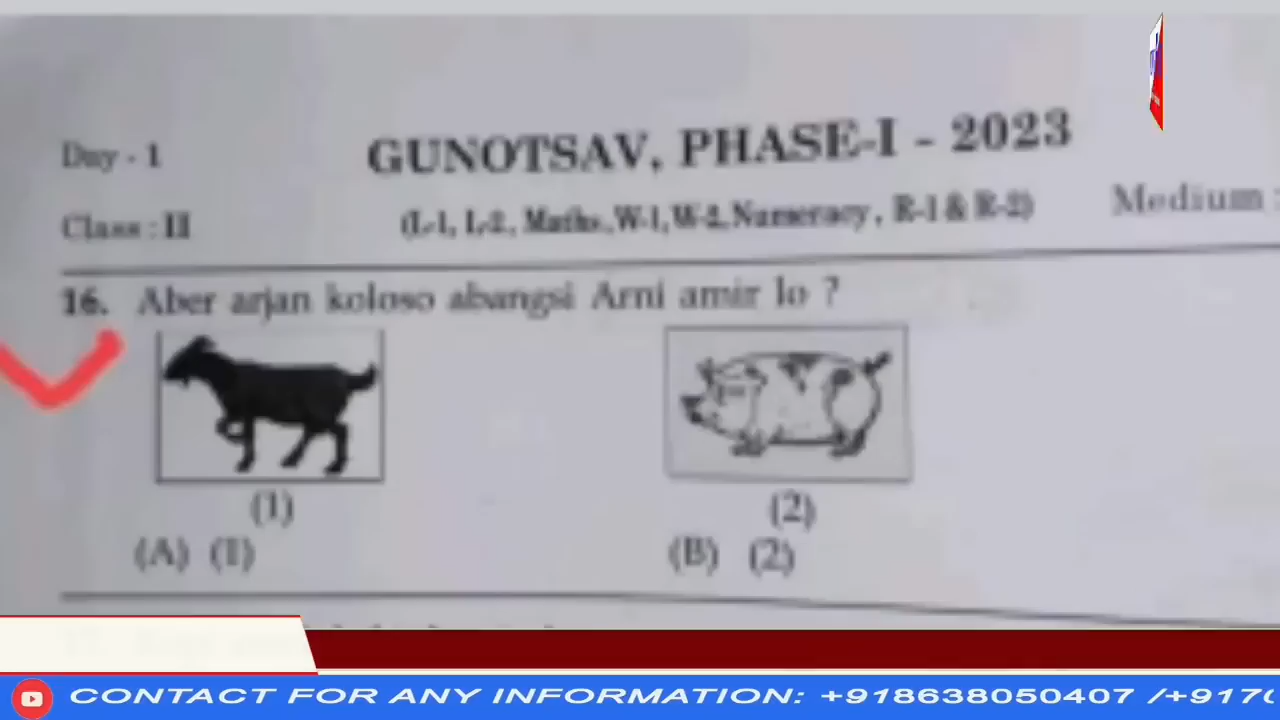 Day - 1
GUNOTSAV, PHASE-I - 2023
Class : II
(L-1, L-2, Maths, W-1, W-2, Numeracy, R-1 & R-2)
Medium :
16. Aber arjan koloso abangsi Arni amir lo ?
(1)
(2)
(A) (1)
(B) (2)
CONTACT FOR ANY INFORMATION: +918638050407 /+917